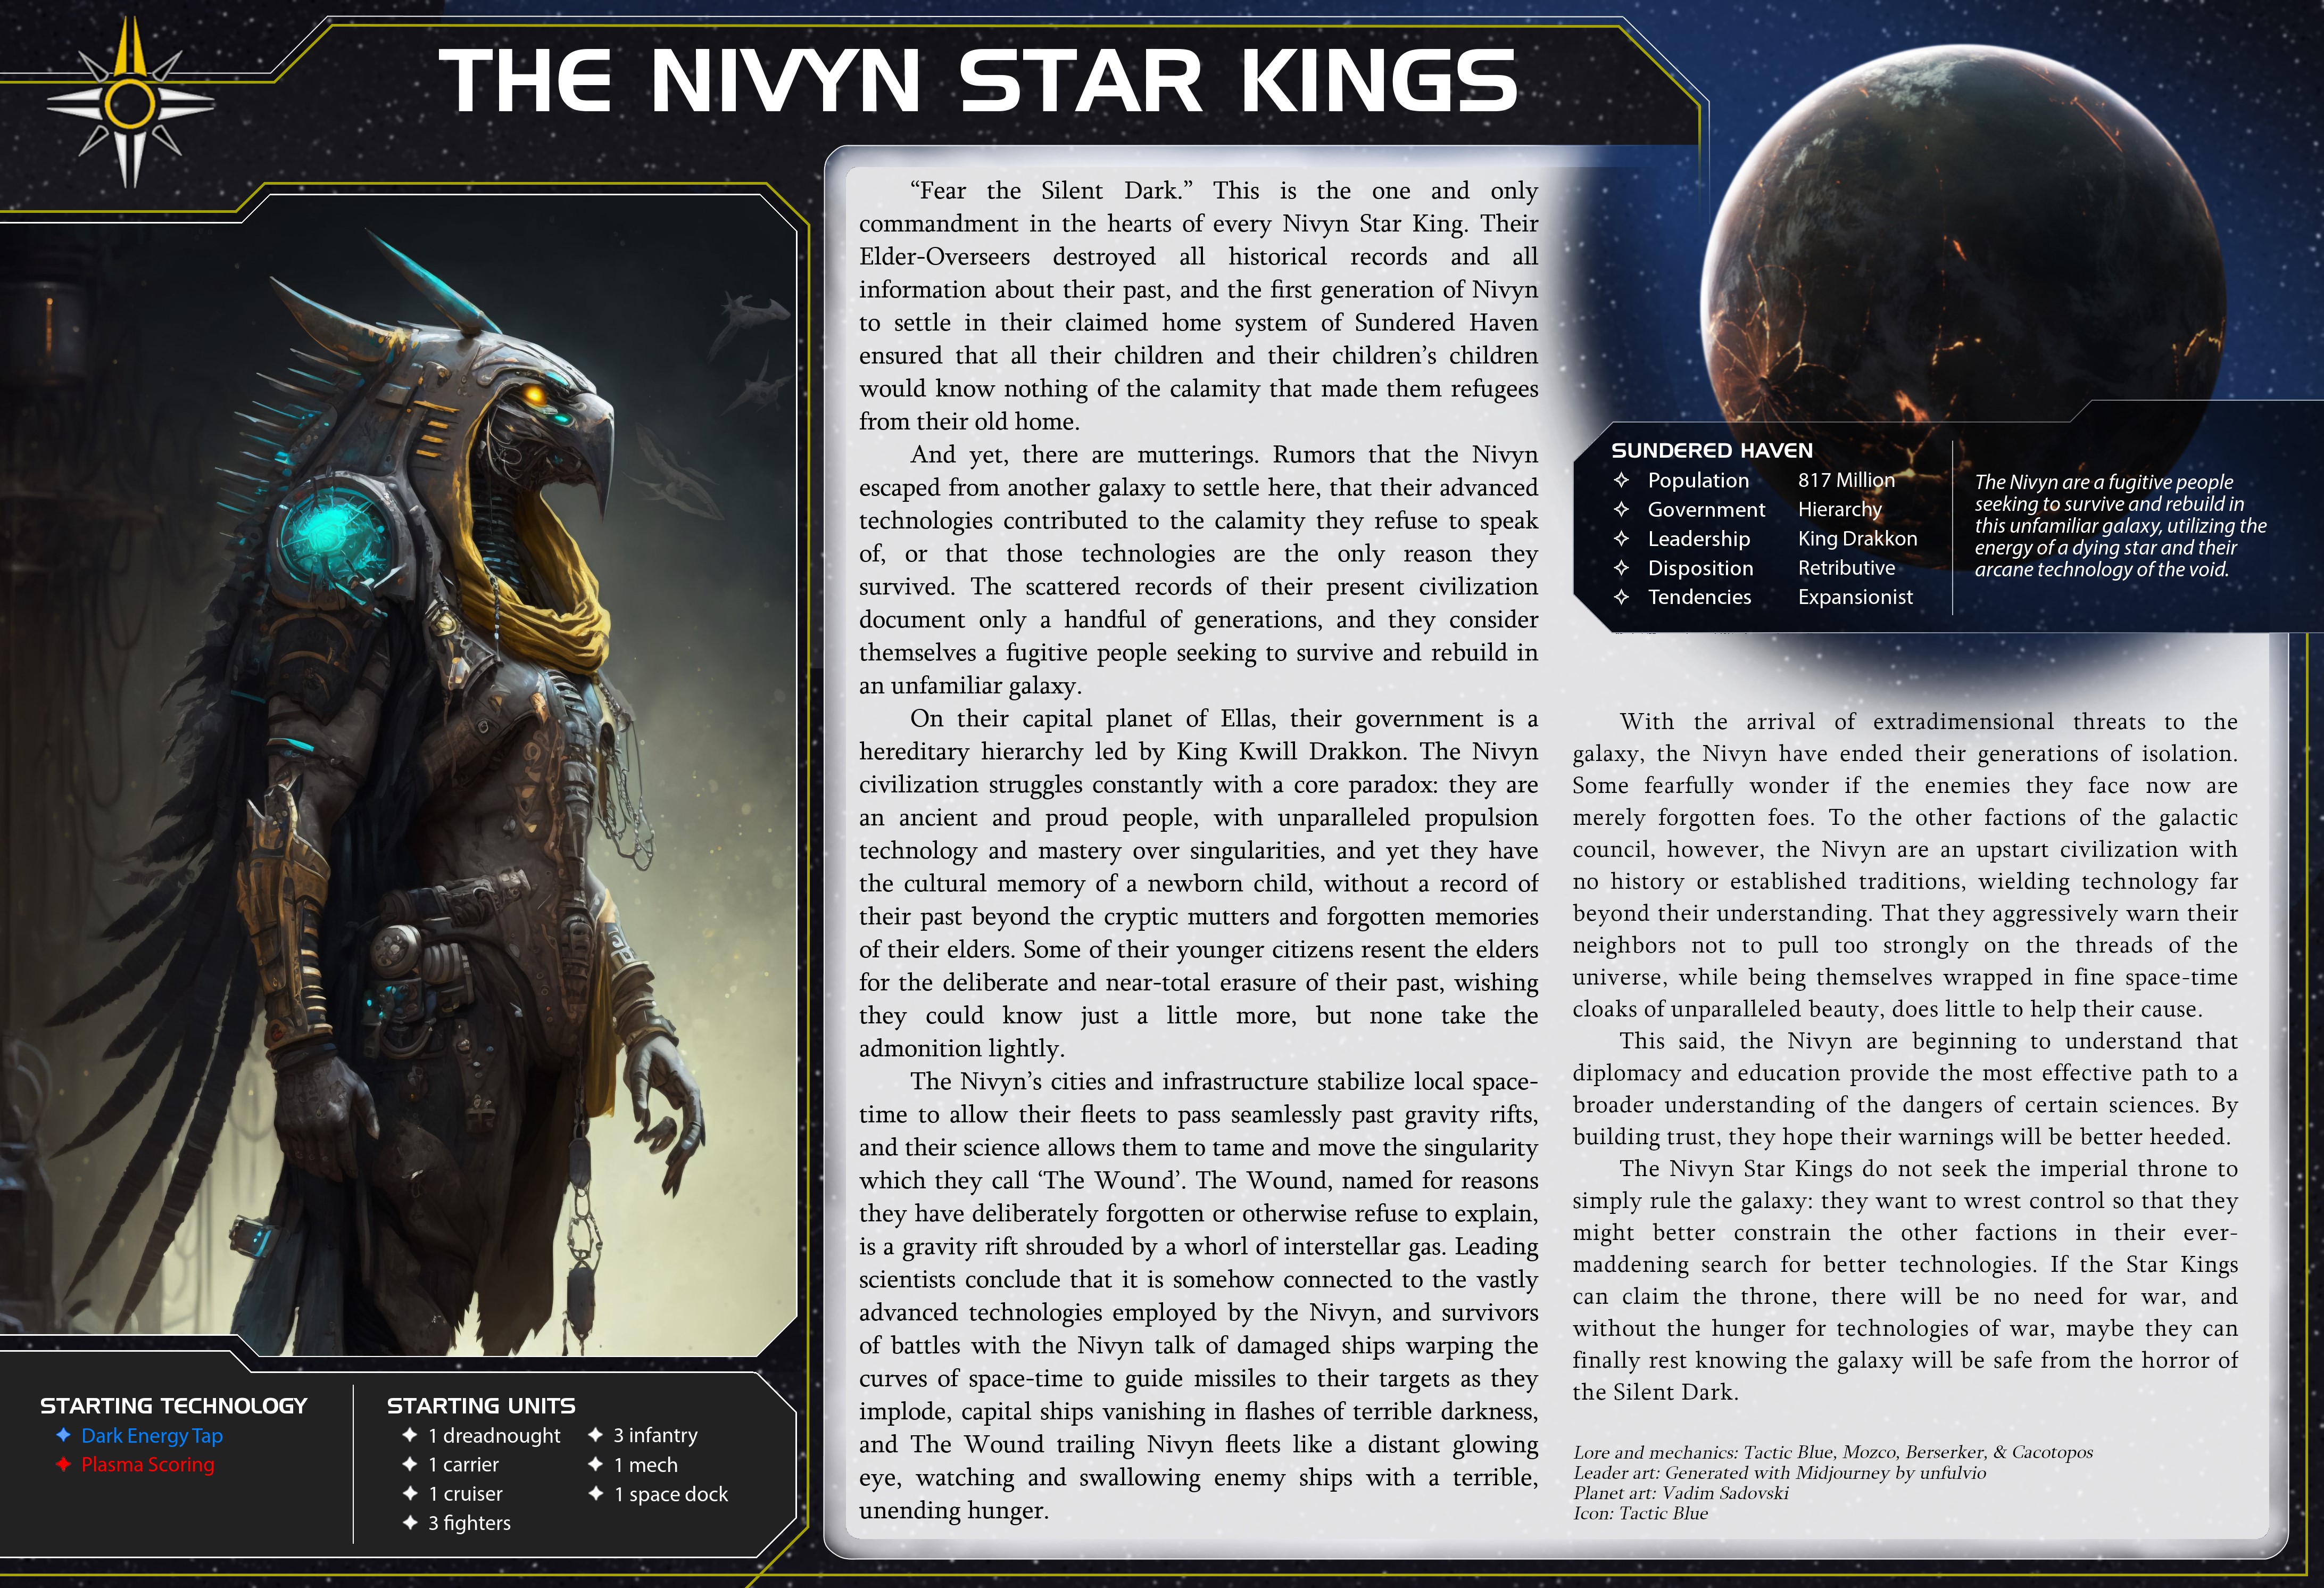 THE NIVYN STAR KINGS
“Fear the Silent Dark.” This is the one and only
commandment in the hearts of every Nivyn Star King. Their
Elder-Overseers destroyed all historical records and all
information about their past, and the first generation of Nivyn
to settle in their claimed home system of Sundered Haven
ensured that all their children and their children’s children
would know nothing of the calamity that made them refugees
from their old home.
And yet, there are mutterings. Rumors that the Nivyn
escaped from another galaxy to settle here, that their advanced
technologies contributed to the calamity they refuse to speak
of, or that those technologies are the only reason they
survived. The scattered records of their present civilization
document only a handful of generations, and they consider
themselves a fugitive people seeking to survive and rebuild in
an unfamiliar galaxy.
On their capital planet of Ellas, their government is a
hereditary hierarchy led by King Kwill Drakkon. The Nivyn
civilization struggles constantly with a core paradox: they are
an ancient and proud people, with unparalleled propulsion
technology and mastery over singularities, and yet they have
the cultural memory of a newborn child, without a record of
their past beyond the cryptic mutters and forgotten memories
of their elders. Some of their younger citizens resent the elders
for the deliberate and near-total erasure of their past, wishing
they could know just a little more, but none take the
admonition lightly.
The Nivyn’s cities and infrastructure stabilize local space-
time to allow their fleets to pass seamlessly past gravity rifts,
and their science allows them to tame and move the singularity
which they call ‘The Wound’. The Wound, named for reasons
they have deliberately forgotten or otherwise refuse to explain,
is a gravity rift shrouded by a whorl of interstellar gas. Leading
scientists conclude that it is somehow connected to the vastly
advanced technologies employed by the Nivyn, and survivors
of battles with the Nivyn talk of damaged ships warping the
curves of space-time to guide missiles to their targets as they
implode, capital ships vanishing in flashes of terrible darkness,
and The Wound trailing Nivyn fleets like a distant glowing
eye, watching and swallowing enemy ships with a terrible,
unending hunger.
SUNDERED HAVEN
Population 817 Million
Government Hierarchy
Leadership King Drakkon
Disposition Retributive
Tendencies Expansionist
The Nivyn are a fugitive people
seeking to survive and rebuild in
this unfamiliar galaxy, utilizing the
energy of a dying star and their
arcane technology of the void.
With the arrival of extradimensional threats to the
galaxy, the Nivyn have ended their generations of isolation.
Some fearfully wonder if the enemies they face now are
merely forgotten foes. To the other factions of the galactic
council, however, the Nivyn are an upstart civilization with
no history or established traditions, wielding technology far
beyond their understanding. That they aggressively warn their
neighbors not to pull too strongly on the threads of the
universe, while being themselves wrapped in fine space-time
cloaks of unparalleled beauty, does little to help their cause.
This said, the Nivyn are beginning to understand that
diplomacy and education provide the most effective path to a
broader understanding of the dangers of certain sciences. By
building trust, they hope their warnings will be better heeded.
The Nivyn Star Kings do not seek the imperial throne to
simply rule the galaxy: they want to wrest control so that they
might better constrain the other factions in their ever-
maddening search for better technologies. If the Star Kings
can claim the throne, there will be no need for war, and
without the hunger for technologies of war, maybe they can
finally rest knowing the galaxy will be safe from the horror of
the Silent Dark.
Lore and mechanics: Tactic Blue, Mozco, Berserker, & Cacotopos
Leader art: Generated with Midjourney by unfulvio
Planet art: Vadim Sadovski
Icon: Tactic Blue
STARTING TECHNOLOGY
Dark Energy Tap
Plasma Scoring
STARTING UNITS
1 dreadnought
1 carrier
1 cruiser
3 fighters
3 infantry
1 mech
1 space dock